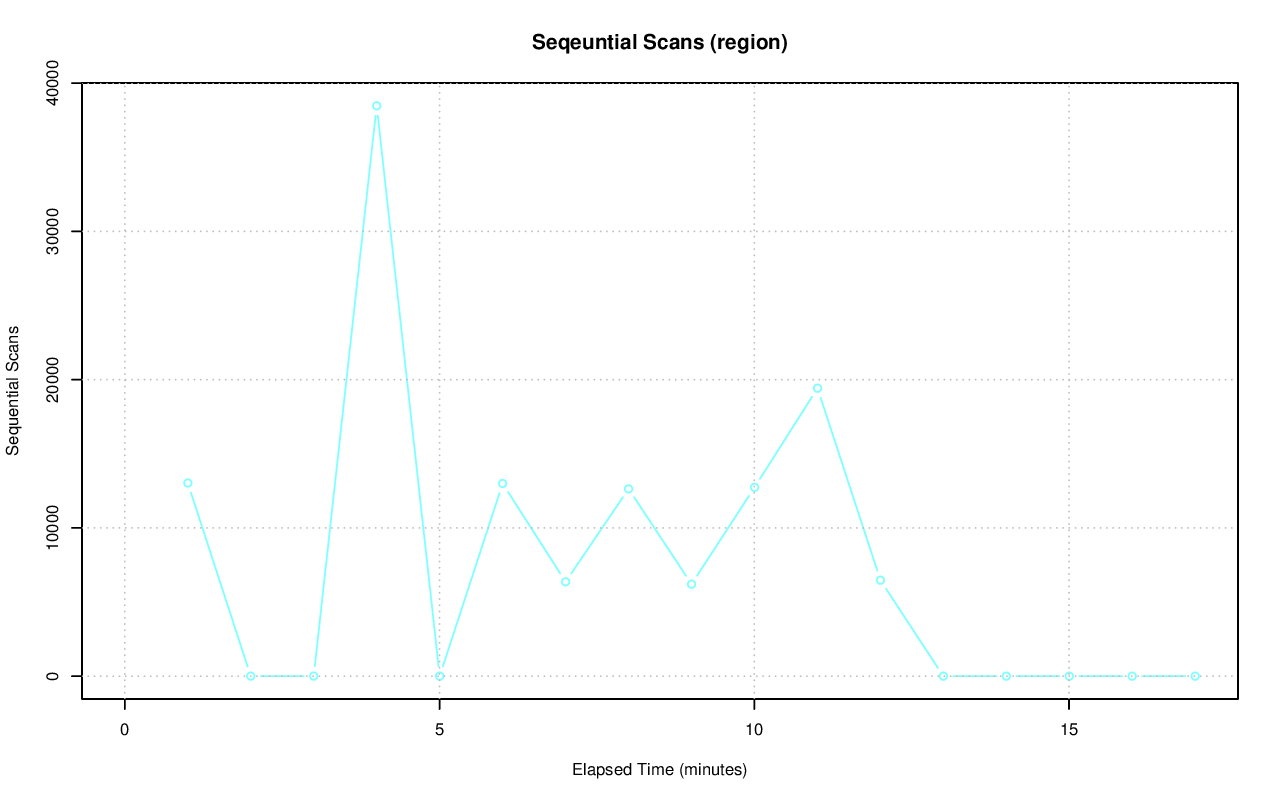 Seqeuntial Scans (region)
40000
30000
20000
10000
0
Sequential Scans
0 5 10 15
Elapsed Time (minutes)